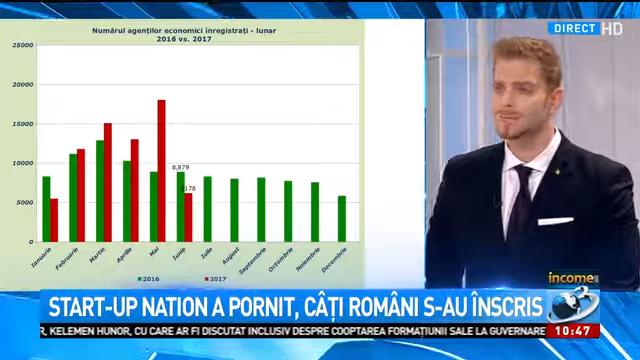 Numărul agenților economici înregistrați - lunar
2016 vs. 2017
DIRECT HD
25000
20000
15000
10000
5000
0
8,879
178
Ianuarie
Februarie
Martie
Aprilie
Mai
Iunie
Iulie
August
Septembrie
Octombrie
Noiembrie
Decembrie
2016 2017
income
START-UP NATION A PORNIT, CÂȚI ROMÂNI S-AU ÎNSCRIS
R, KELEMEN HUNOR, CU CARE AR FI DISCUTAT INCLUSIV DESPRE COOPTAREA FORMAȚIUNII SALE LA GUVERNARE
10:47